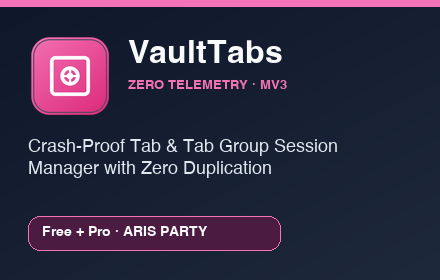 VaultTabs
ZERO TELEMETRY · MV3
Crash-Proof Tab & Tab Group Session
Manager with Zero Duplication
Free + Pro · ARIS PARTY